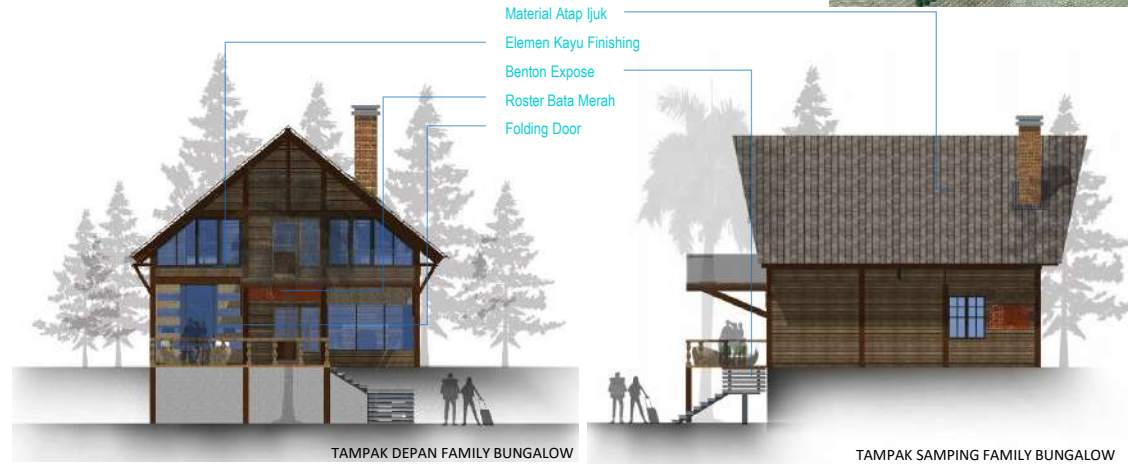 Material Atap Ijuk
Elemen Kayu Finishing
Benton Expose
Roster Bata Merah
Folding Door
TAMPAK DEPAN FAMILY BUNGALOW
TAMPAK SAMPING FAMILY BUNGALOW